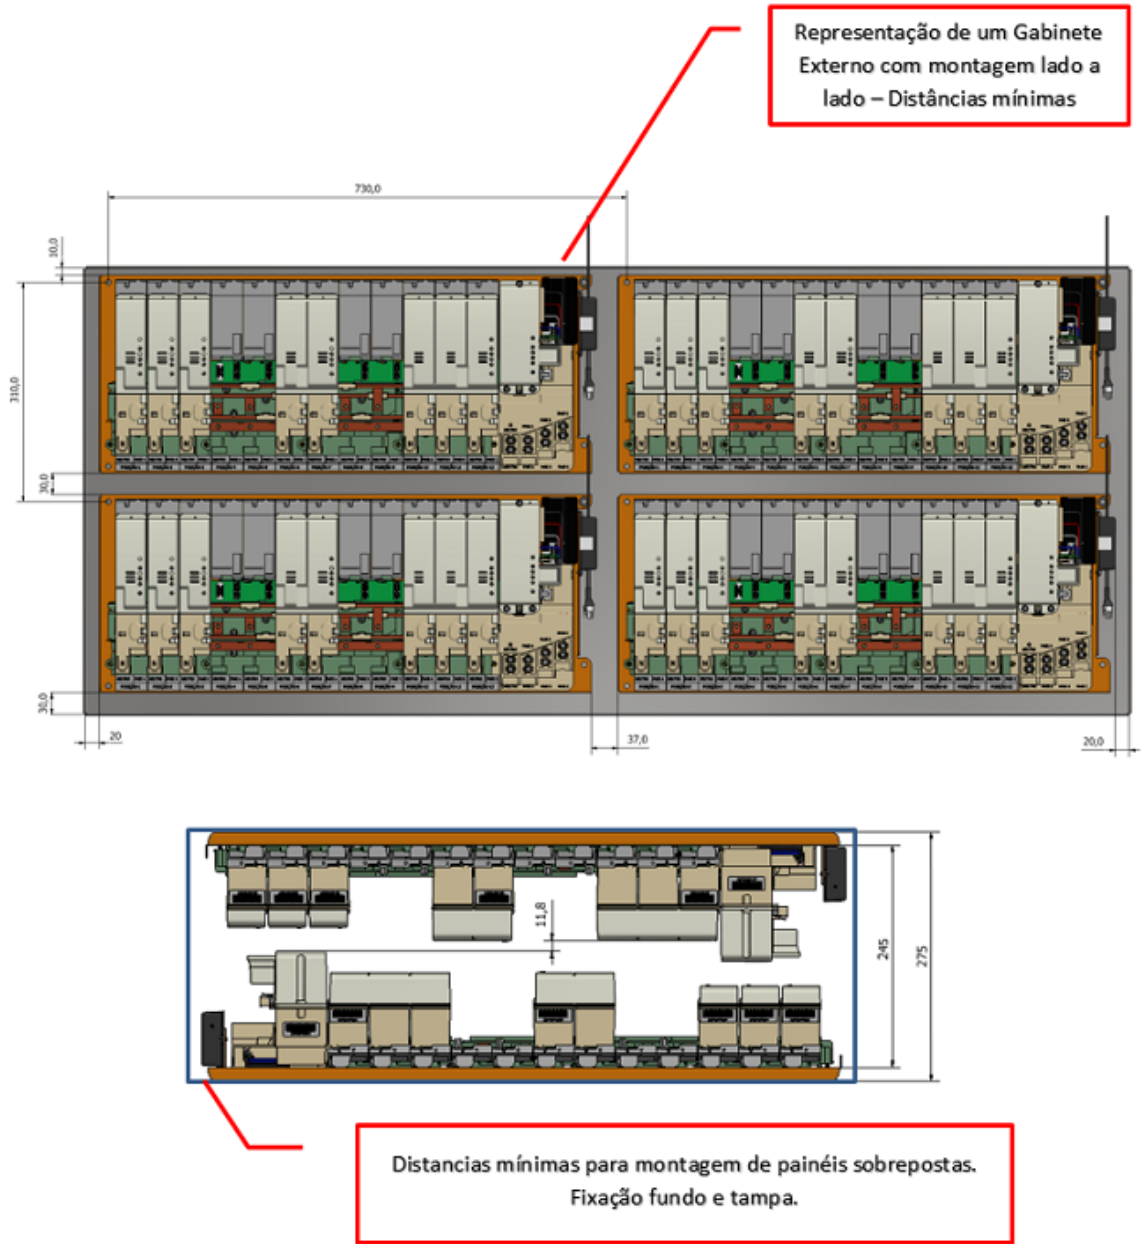 Representação de um Gabinete
Externo com montagem lado a
lado – Distâncias mínimas
730,0
10,0
310,0
30,0
30,0
20
37,0
20,0
11,8
245
275
Distancias mínimas para montagem de painéis sobrepostas.
Fixação fundo e tampa.